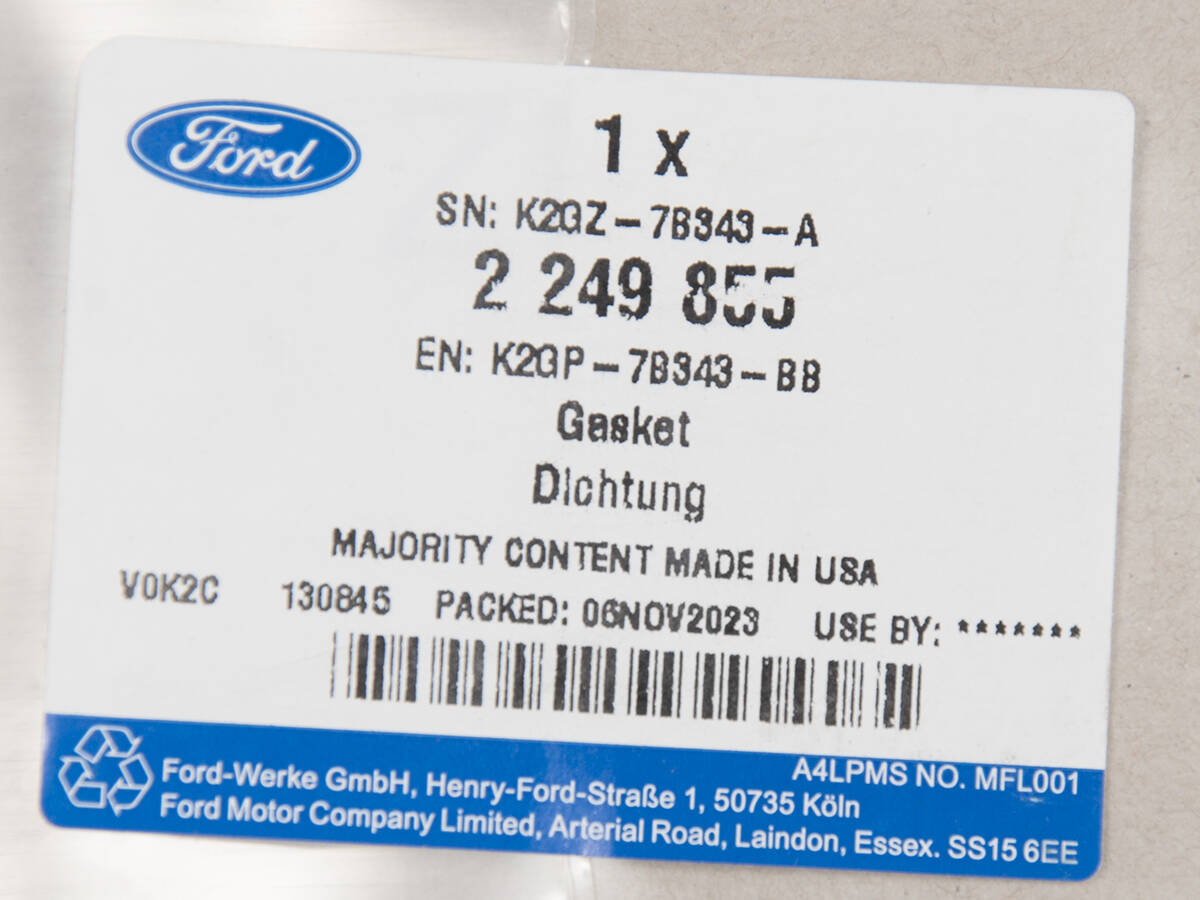 Ford
1 x
SN: K2GZ-7B343-A
2 249 855
EN: K2GP-7B343-BB
Gasket
Dichtung
MAJORITY CONTENT MADE IN USA
V0K2C 130845 PACKED: 06NOV2023 USE BY: *******
A4LPMS NO. MFL001
Ford-Werke GmbH, Henry-Ford-Straße 1, 50735 Köln
Ford Motor Company Limited, Arterial Road, Laindon, Essex. SS15 6EE